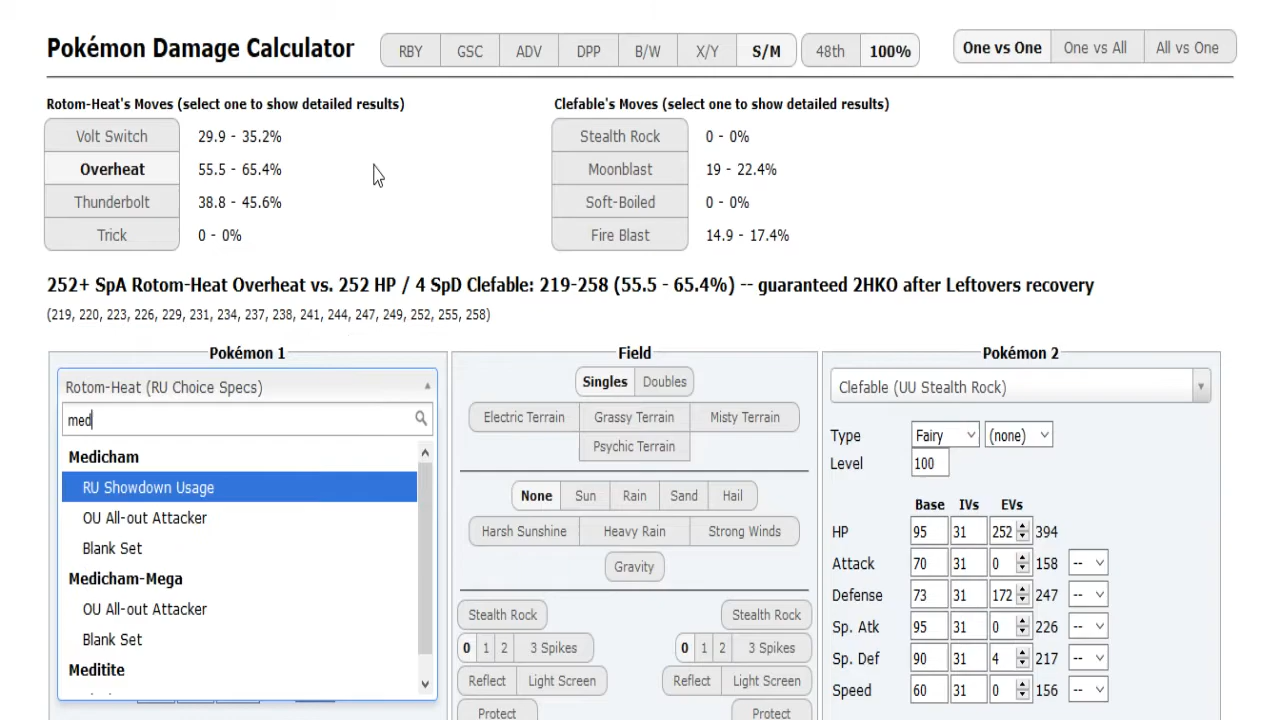 Pokémon Damage Calculator RBY GSC ADV DPP B/W X/Y S/M 48th 100% One vs One One vs All All vs One
Rotom-Heat's Moves (select one to show detailed results)
Volt Switch 29.9 - 35.2%
Overheat 55.5 - 65.4%
Thunderbolt 38.8 - 45.6%
Trick 0 - 0%
Clefable's Moves (select one to show detailed results)
Stealth Rock 0 - 0%
Moonblast 19 - 22.4%
Soft-Boiled 0 - 0%
Fire Blast 14.9 - 17.4%
252+ SpA Rotom-Heat Overheat vs. 252 HP / 4 SpD Clefable: 219-258 (55.5 - 65.4%) -- guaranteed 2HKO after Leftovers recovery
(219, 220, 223, 226, 229, 231, 234, 237, 238, 241, 244, 247, 249, 252, 255, 258)
Pokémon 1
Rotom-Heat (RU Choice Specs)
med
Medicham
RU Showdown Usage
OU All-out Attacker
Blank Set
Medicham-Mega
OU All-out Attacker
Blank Set
Meditite
Field
Singles Doubles
Electric Terrain Grassy Terrain Misty Terrain
Psychic Terrain
None Sun Rain Sand Hail
Harsh Sunshine Heavy Rain Strong Winds
Gravity
Stealth Rock Stealth Rock
0 1 2 3 Spikes 0 1 2 3 Spikes
Reflect Light Screen Reflect Light Screen
Protect Protect
Pokémon 2
Clefable (UU Stealth Rock)
Type Fairy (none)
Level 100
Base IVs EVs
HP 95 31 252 394
Attack 70 31 0 158 --
Defense 73 31 172 247 --
Sp. Atk 95 31 0 226 --
Sp. Def 90 31 4 217 --
Speed 60 31 0 156 --